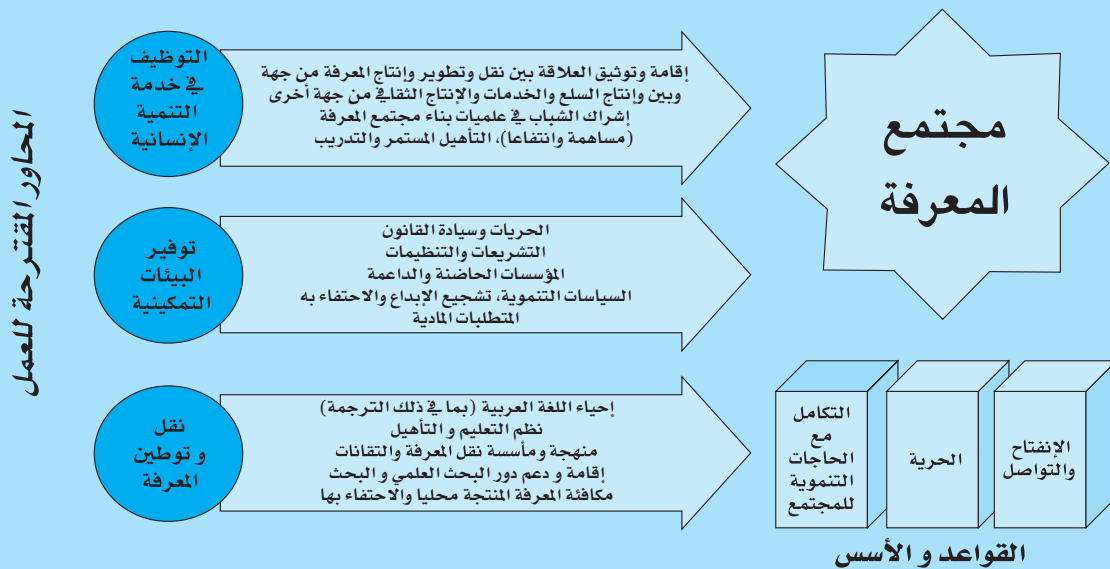 المحاور المقترحة للعمل
التوظيف
في خدمة
التنمية
الإنسانية
إقامة وتوثيق العلاقة بين نقل وتطوير وإنتاج المعرفة من جهة
وبين وإنتاج السلع والخدمات والإنتاج الثقافي من جهة أخرى
إشراك الشباب في علميات بناء مجتمع المعرفة
(مساهمة وانتفاعا)، التأهيل المستمر والتدريب
مجتمع
المعرفة
توفير
البيئات
التمكينية
الحريات وسيادة القانون
التشريعات والتنظيمات
المؤسسات الحاضنة والداعمة
السياسات التنموية، تشجيع الإبداع والاحتفاء به
المتطلبات المادية
نقل
و توطين
المعرفة
إحياء اللغة العربية (بما في ذلك الترجمة)
نظم التعليم و التأهيل
منهجة و مأسسة نقل المعرفة والتقانات
إقامة و دعم دور البحث العلمي و البحث
مكافئة المعرفة المنتجة محليا والاحتفاء بها
الإنفتاح
والتواصل
الحرية
التكامل
مع
الحاجات
التنموية
للمجتمع
القواعد و الأسس